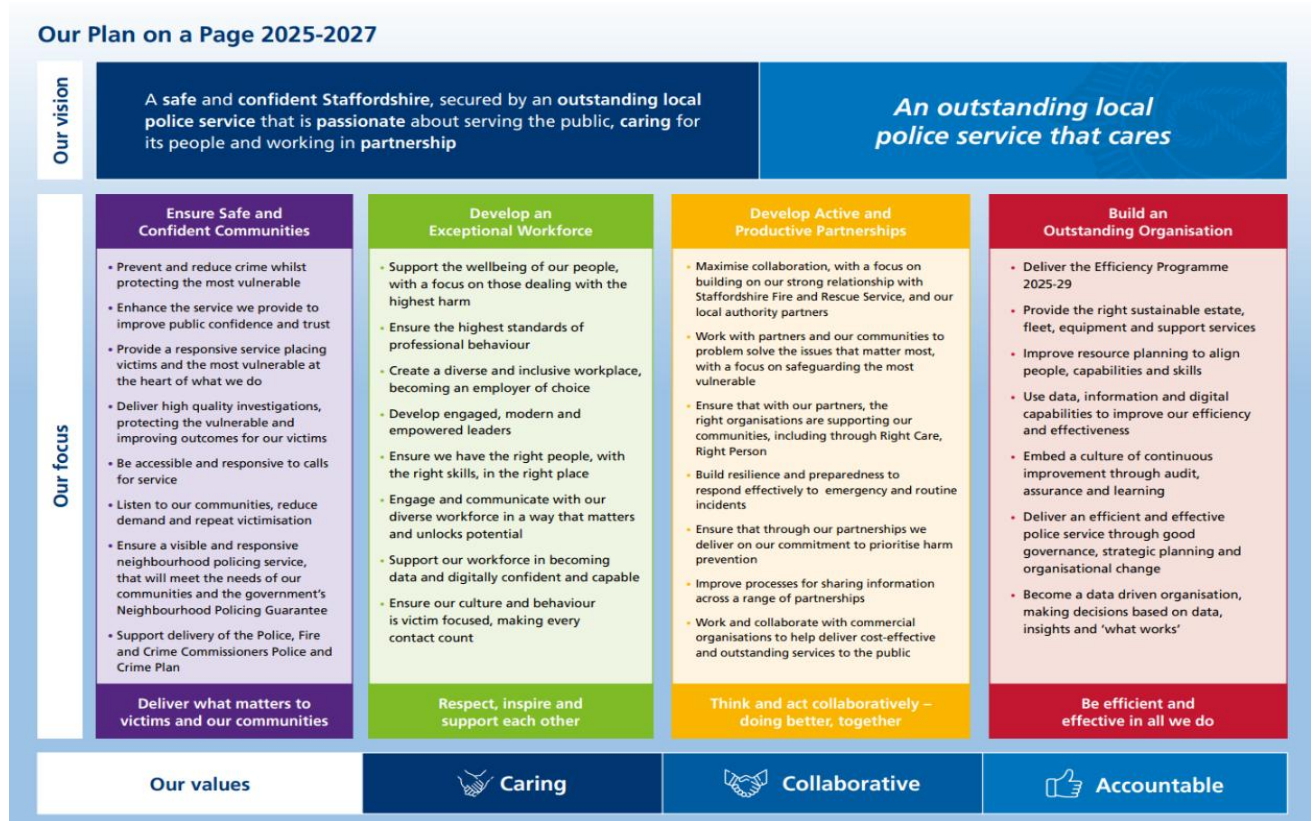 Our Plan on a Page 2025-2027
Our vision
A safe and confident Staffordshire, secured by an outstanding local
police service that is passionate about serving the public, caring for
its people and working in partnership
An outstanding local
police service that cares
Our focus
Ensure Safe and
Confident Communities
• Prevent and reduce crime whilst
protecting the most vulnerable
• Enhance the service we provide to
improve public confidence and trust
• Provide a responsive service placing
victims and the most vulnerable at
the heart of what we do
• Deliver high quality investigations,
protecting the vulnerable and
improving outcomes for our victims
• Be accessible and responsive to calls
for service
• Listen to our communities, reduce
demand and repeat victimisation
• Ensure a visible and responsive
neighbourhood policing service,
that will meet the needs of our
communities and the government's
Neighbourhood Policing Guarantee
• Support delivery of the Police, Fire
and Crime Commissioners Police and
Crime Plan
Deliver what matters to
victims and our communities
Develop an
Exceptional Workforce
• Support the wellbeing of our people,
with a focus on those dealing with the
highest harm
• Ensure the highest standards of
professional behaviour
• Create a diverse and inclusive workplace,
becoming an employer of choice
• Develop engaged, modern and
empowered leaders
• Ensure we have the right people, with
the right skills, in the right place
• Engage and communicate with our
diverse workforce in a way that matters
and unlocks potential
• Support our workforce in becoming
data and digitally confident and capable
• Ensure our culture and behaviour
is victim focused, making every
contact count
Respect, inspire and
support each other
Develop Active and
Productive Partnerships
• Maximise collaboration, with a focus on
building on our strong relationship with
Staffordshire Fire and Rescue Service, and our
local authority partners
• Work with partners and our communities to
problem solve the issues that matter most,
with a focus on safeguarding the most
vulnerable
• Ensure that with our partners, the
right organisations are supporting our
communities, including through Right Care,
Right Person
• Build resilience and preparedness to
respond effectively to emergency and routine
incidents
• Ensure that through our partnerships we
deliver on our commitment to prioritise harm
prevention
• Improve processes for sharing information
across a range of partnerships
• Work and collaborate with commercial
organisations to help deliver cost-effective
and outstanding services to the public
Think and act collaboratively –
doing better, together
Build an
Outstanding Organisation
• Deliver the Efficiency Programme
2025-29
• Provide the right sustainable estate,
fleet, equipment and support services
• Improve resource planning to align
people, capabilities and skills
• Use data, information and digital
capabilities to improve our efficiency
and effectiveness
• Embed a culture of continuous
improvement through audit,
assurance and learning
• Deliver an efficient and effective
police service through good
governance, strategic planning and
organisational change
• Become a data driven organisation,
making decisions based on data,
insights and ‘what works’
Be efficient and
effective in all we do
Our values
Caring
Collaborative
Accountable